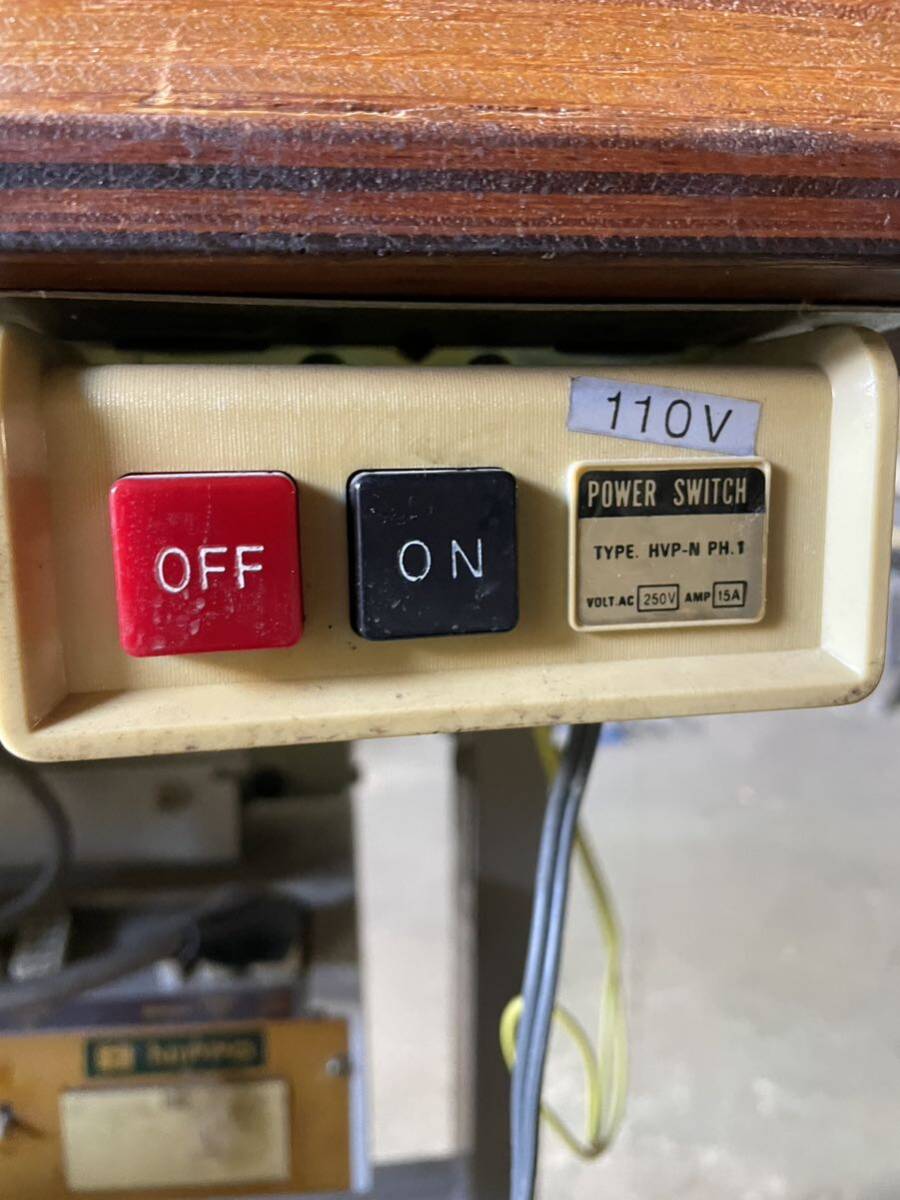 110V
OFF
ON
POWER SWITCH
TYPE. HVP-N PH.1
VOLT.AC 250V AMP 15A